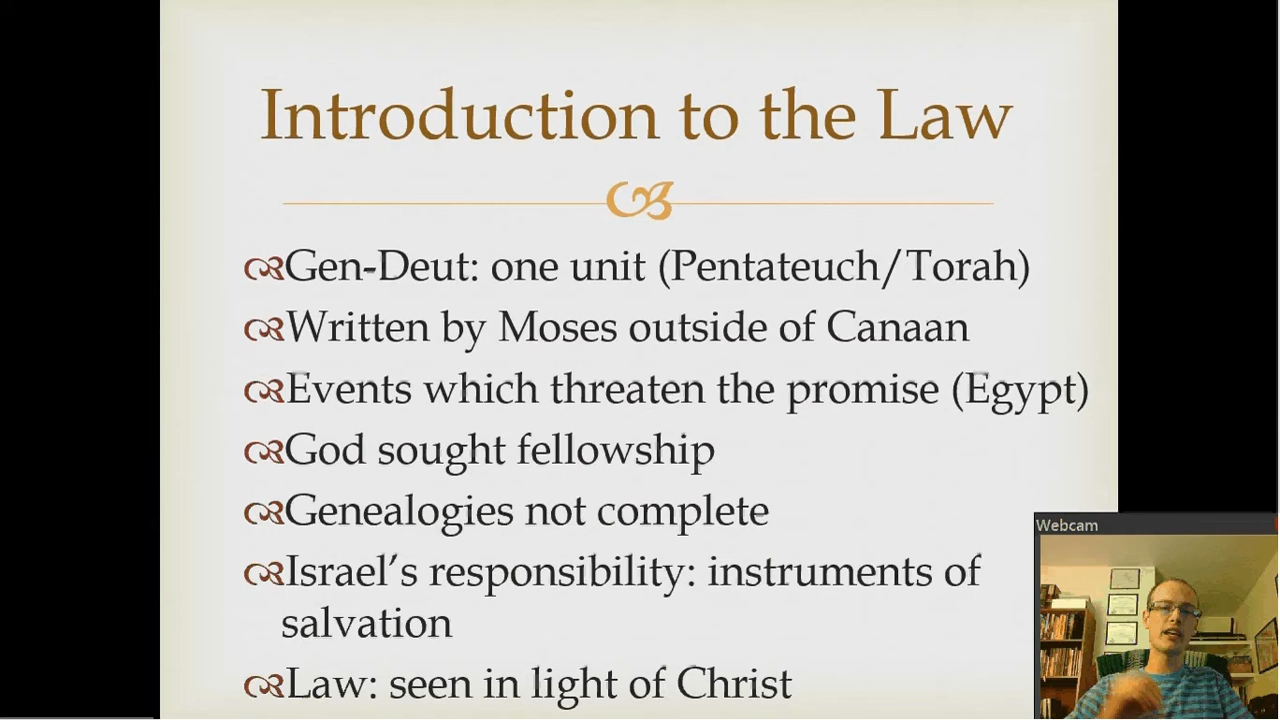 Introduction to the Law
Gen-Deut: one unit (Pentateuch/Torah)
Written by Moses outside of Canaan
Events which threaten the promise (Egypt)
God sought fellowship
Genealogies not complete
Israel’s responsibility: instruments of
salvation
Law: seen in light of Christ
Webcam